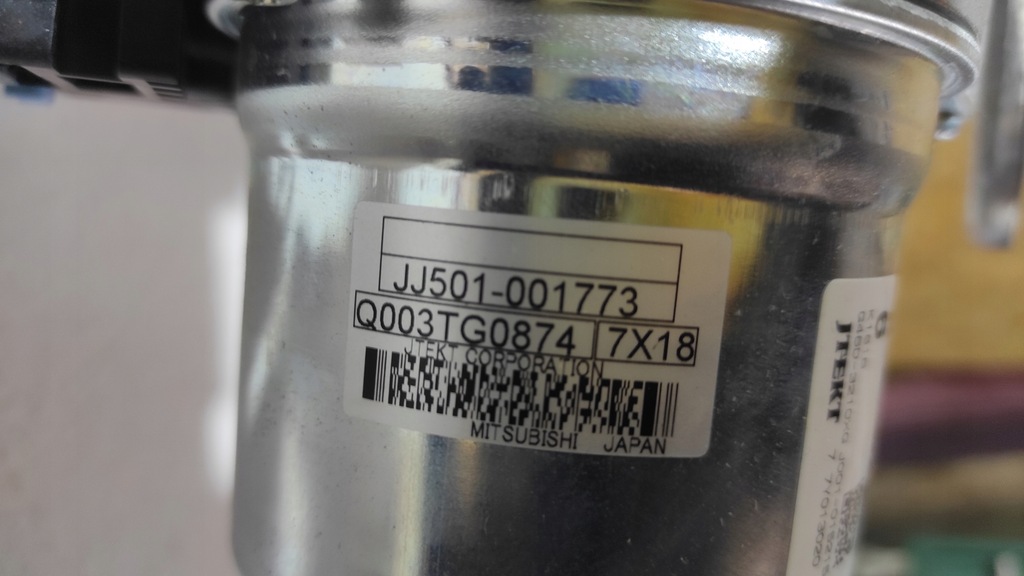 JJ501-001773
Q003TG0874 7X18
JTEKT CORPORATION
MITSUBISHI JAPAN
JTEKT